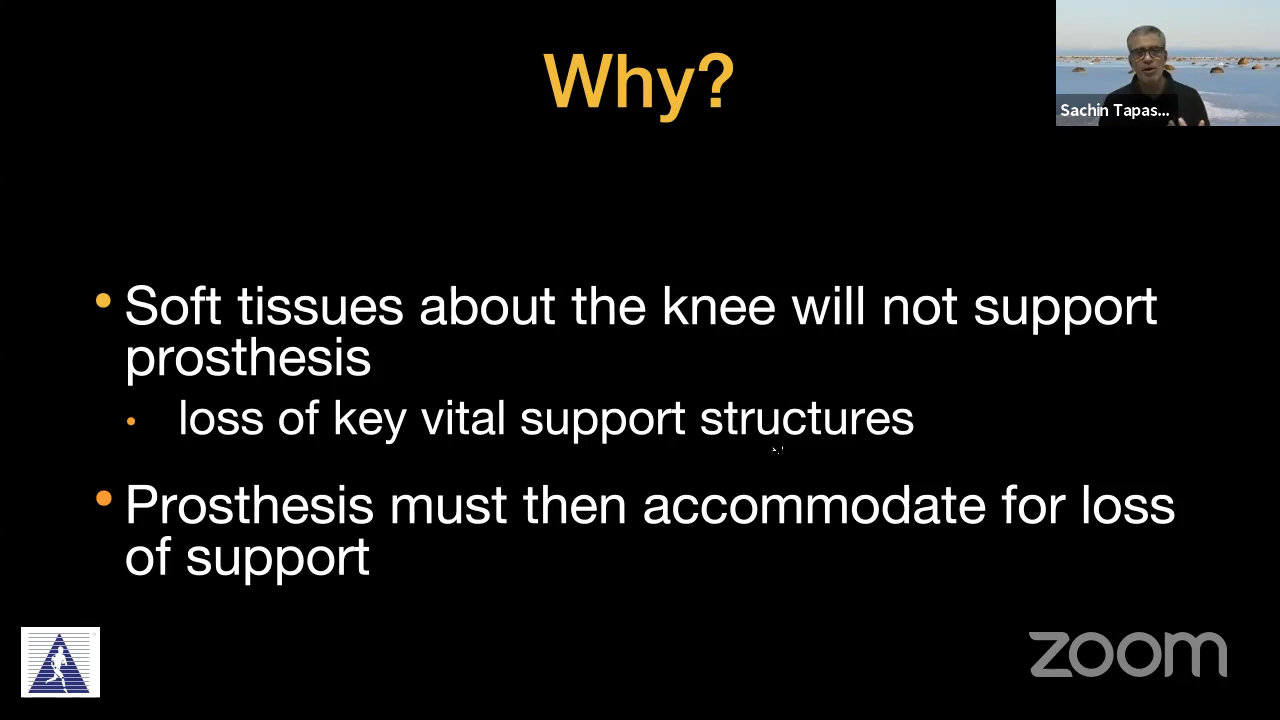 Why?
Sachin Tapas...
• Soft tissues about the knee will not support
prosthesis
• loss of key vital support structures
• Prosthesis must then accommodate for loss
of support
zoom